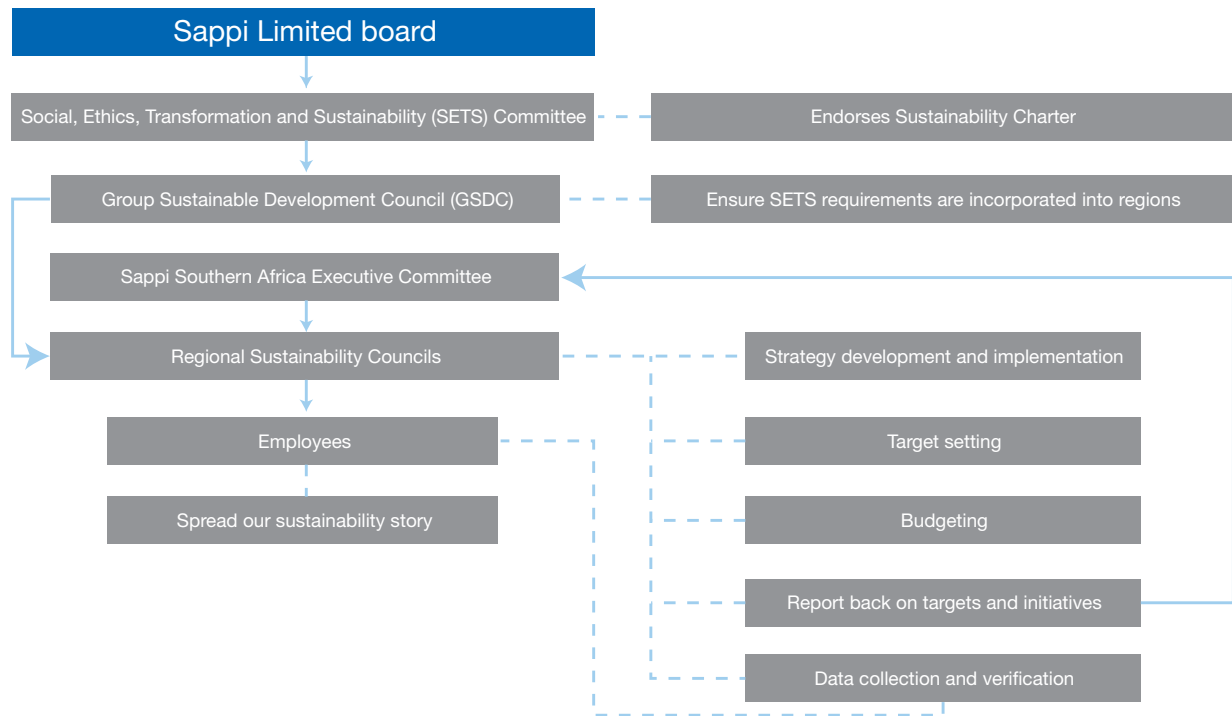 Sappi Limited board
Social, Ethics, Transformation and Sustainability (SETS) Committee
Endorses Sustainability Charter
Group Sustainable Development Council (GSDC)
Ensure SETS requirements are incorporated into regions
Sappi Southern Africa Executive Committee
Regional Sustainability Councils
Strategy development and implementation
Employees
Target setting
Spread our sustainability story
Budgeting
Report back on targets and initiatives
Data collection and verification